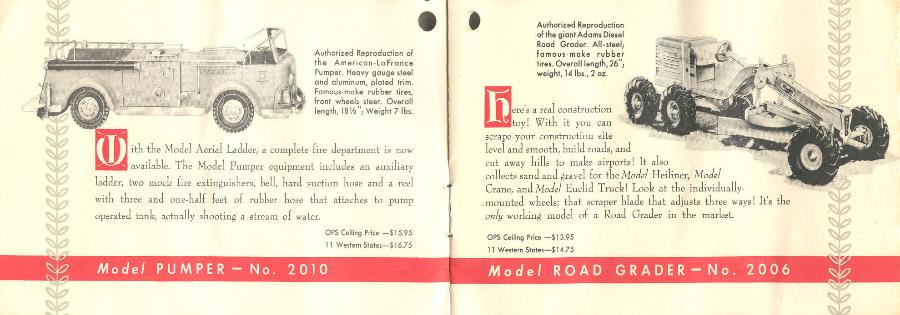 Authorized Reproduction of
the American-LaFrance
Pumper. Heavy gauge steel
and aluminum, plated trim.
Famous-make rubber tires,
front wheels steer. Overall
length, 18½"; Weight 7 lbs.
With the Model Aerial Ladder, a complete fire department is now
available. The Model Pumper equipment includes an auxiliary
ladder, two mock fire extinguishers, bell, hard suction hose and a reel
with three and one-half feet of rubber hose that attaches to pump
operated tank, actually shooting a stream of water.
OPS Ceiling Price —$15.95
11 Western States—$16.75
Model PUMPER — No. 2010
Authorized Reproduction
of the giant Adams Diesel
Road Grader. All-steel;
famous-make rubber
tires. Overall length, 26";
weight, 14 lbs., 2 oz.
Here's a real construction
toy! With it you can
scrape your construction site
level and smooth, build roads, and
cut away hills to make airports! It also
collects sand and gravel for the Model Heiliner, Model
Crane, and Model Euclid Truck! Look at the individually-
mounted wheels; that scraper blade that adjusts three ways! It's the
only working model of a Road Grader in the market.
OPS Ceiling Price —$13.95
11 Western States—$14.75
Model ROAD GRADER — No. 2006